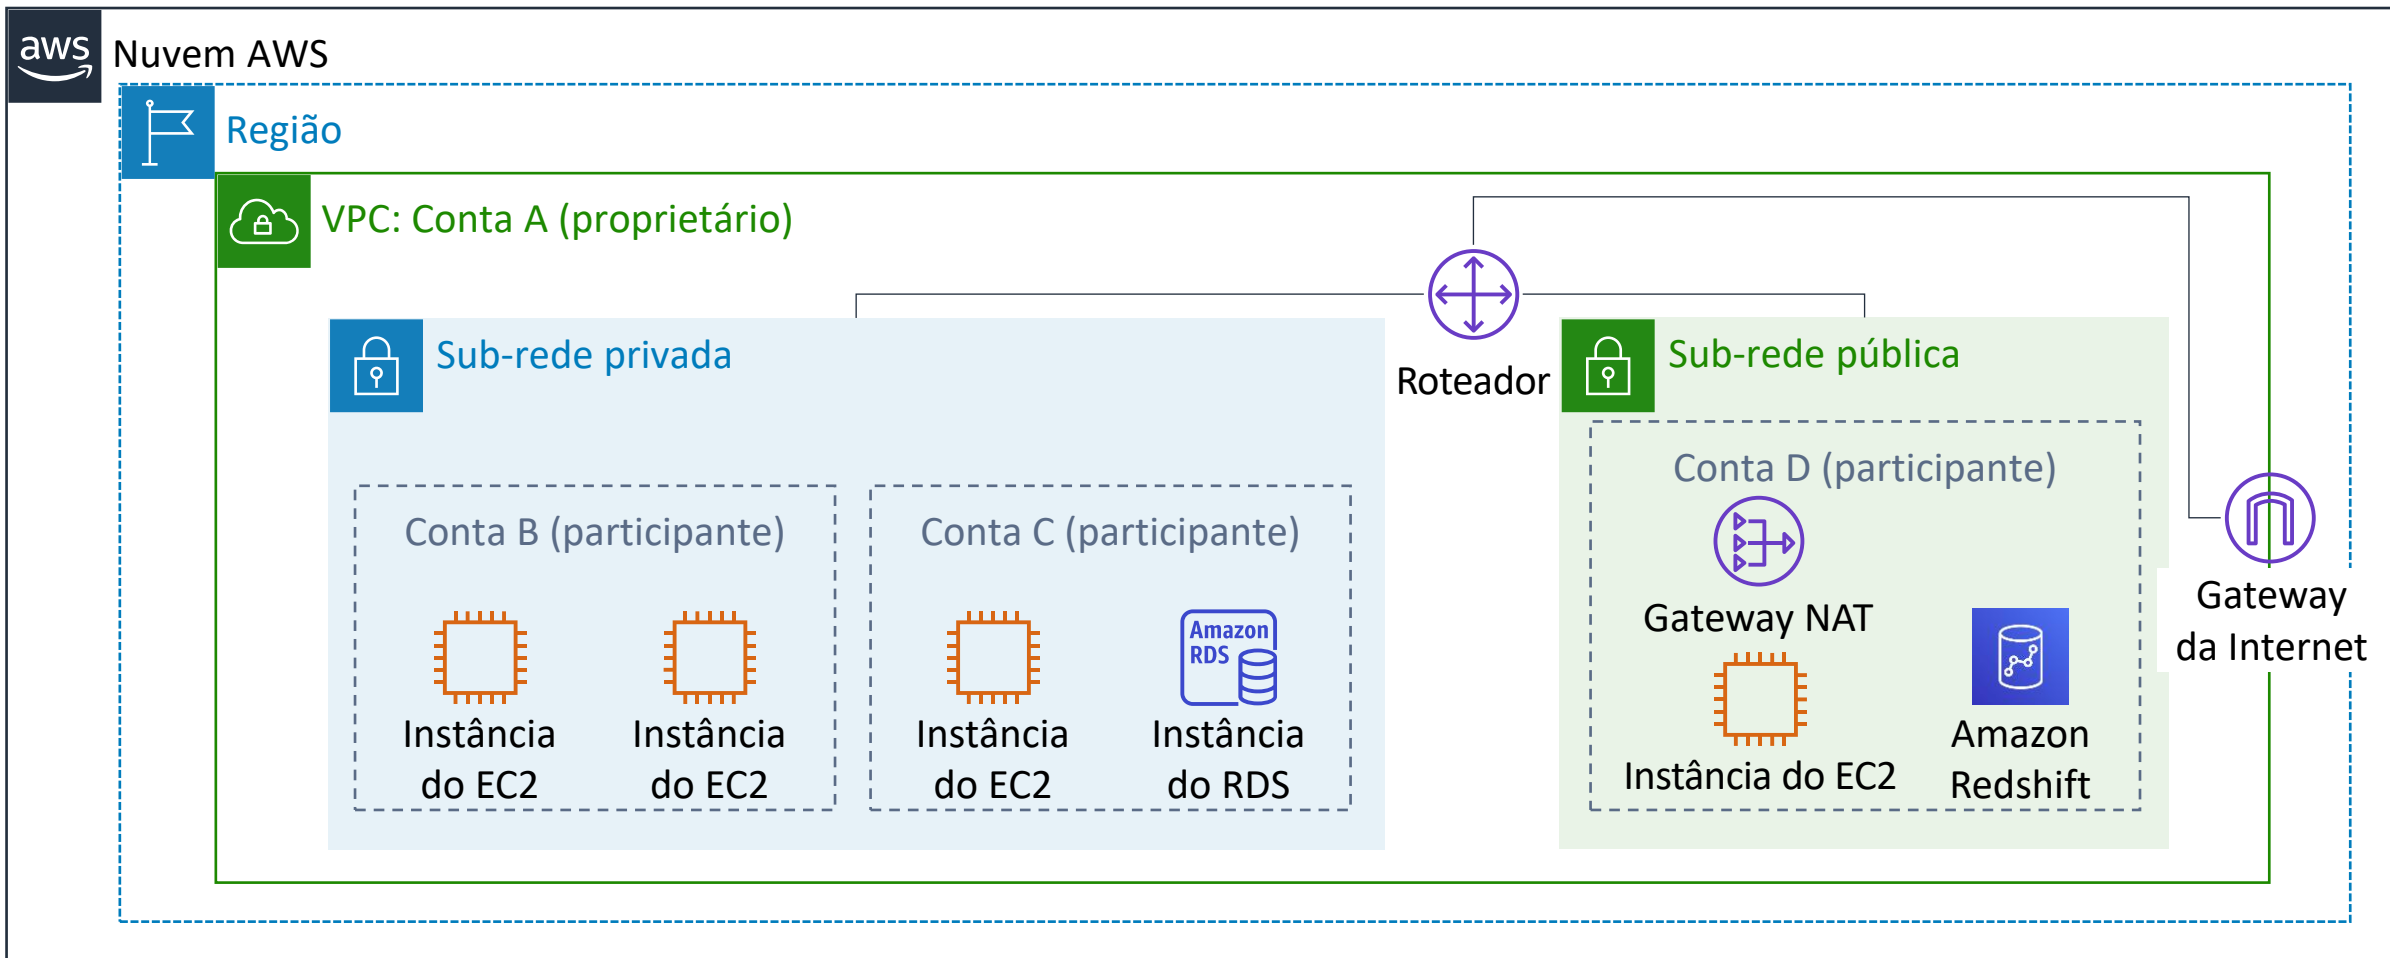 aws
Nuvem AWS
Região
VPC: Conta A (proprietário)
Sub-rede privada
Roteador
Sub-rede pública
Conta B (participante)
Instância
do EC2
Instância
do EC2
Conta C (participante)
Instância
do EC2
Amazon
RDS
Instância
do RDS
Conta D (participante)
Gateway NAT
Instância do EC2
Amazon
Redshift
Gateway
da Internet